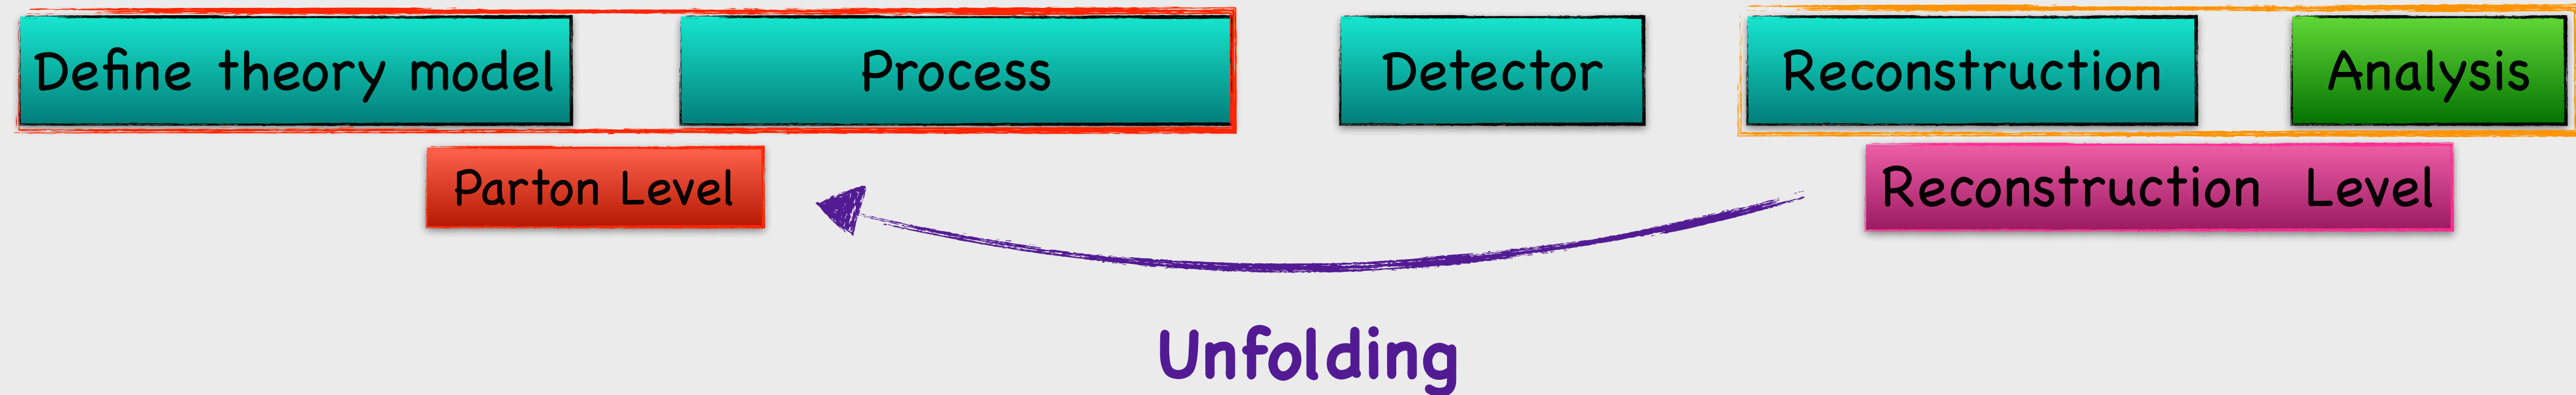 Define theory model
Process
Detector
Reconstruction
Analysis
Parton Level
Reconstruction Level
Unfolding